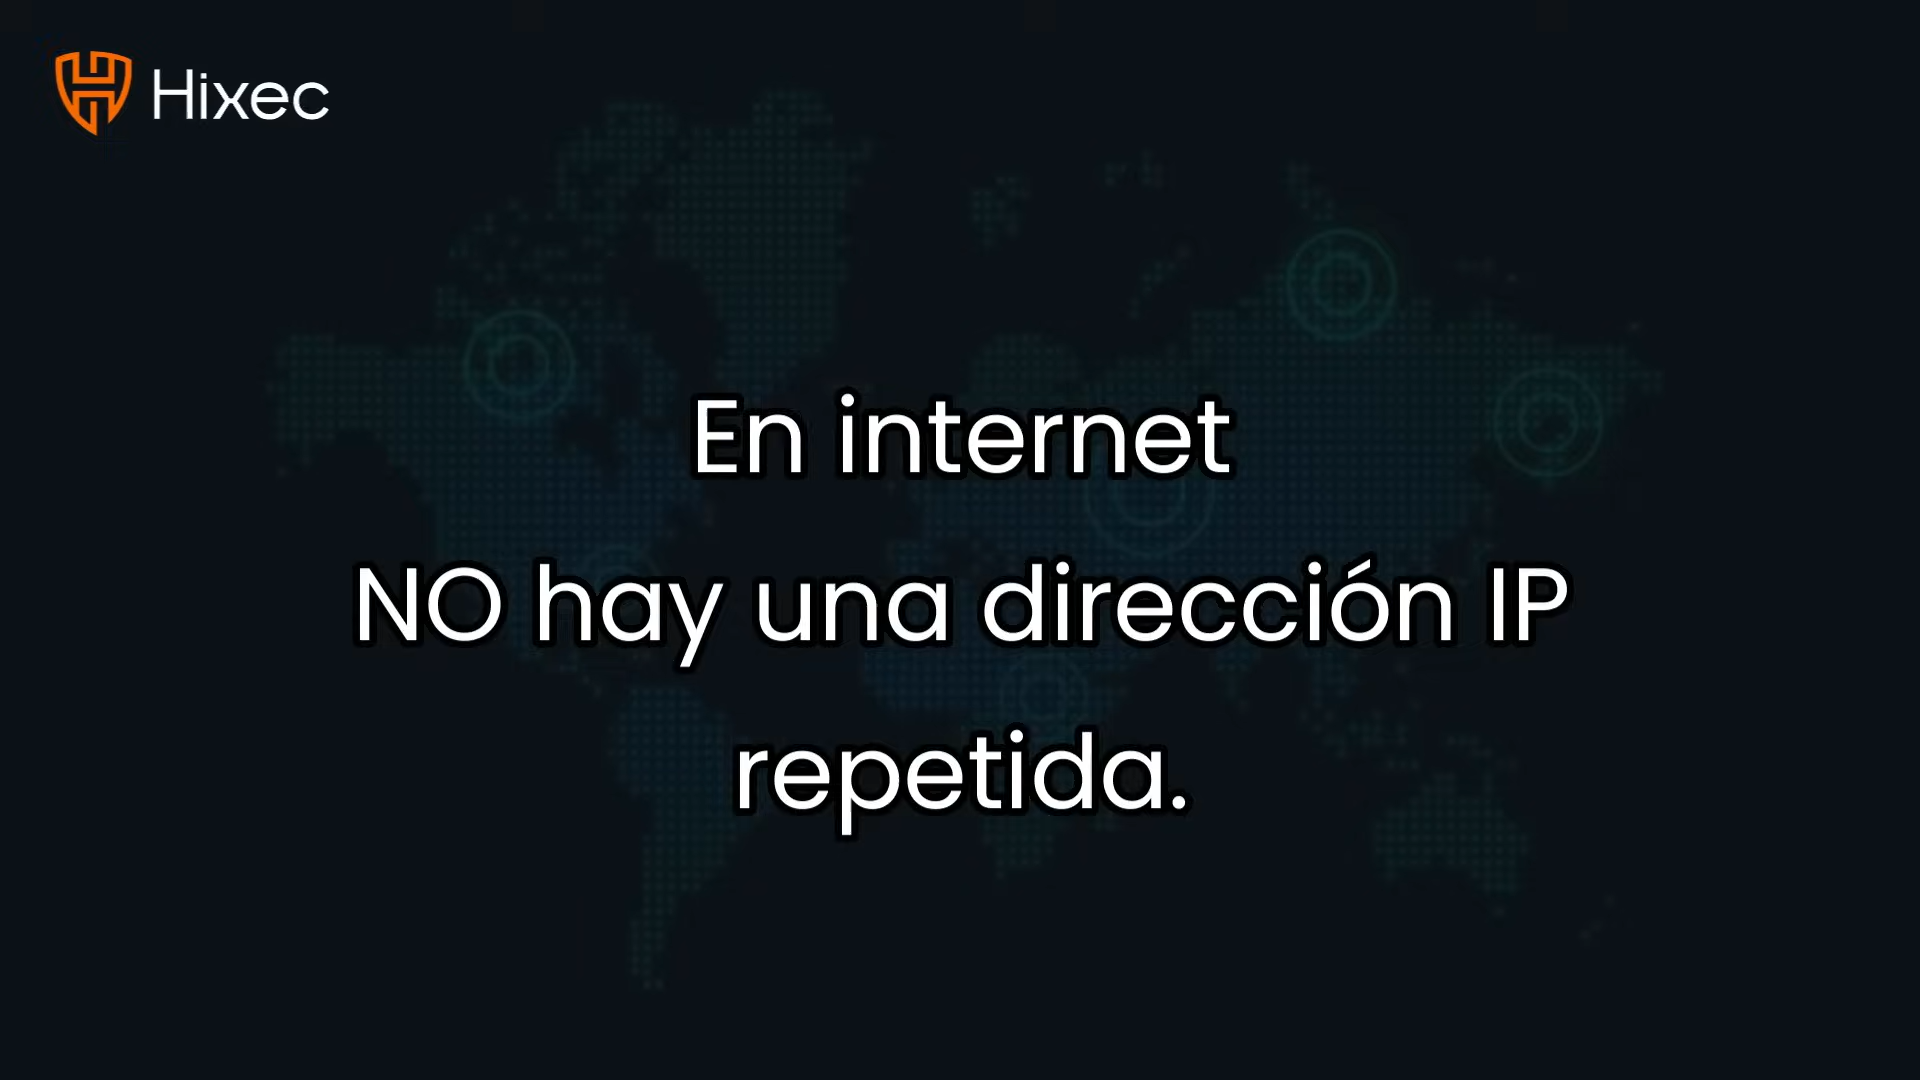 Hixec
En internet
NO hay una dirección IP
repetida.